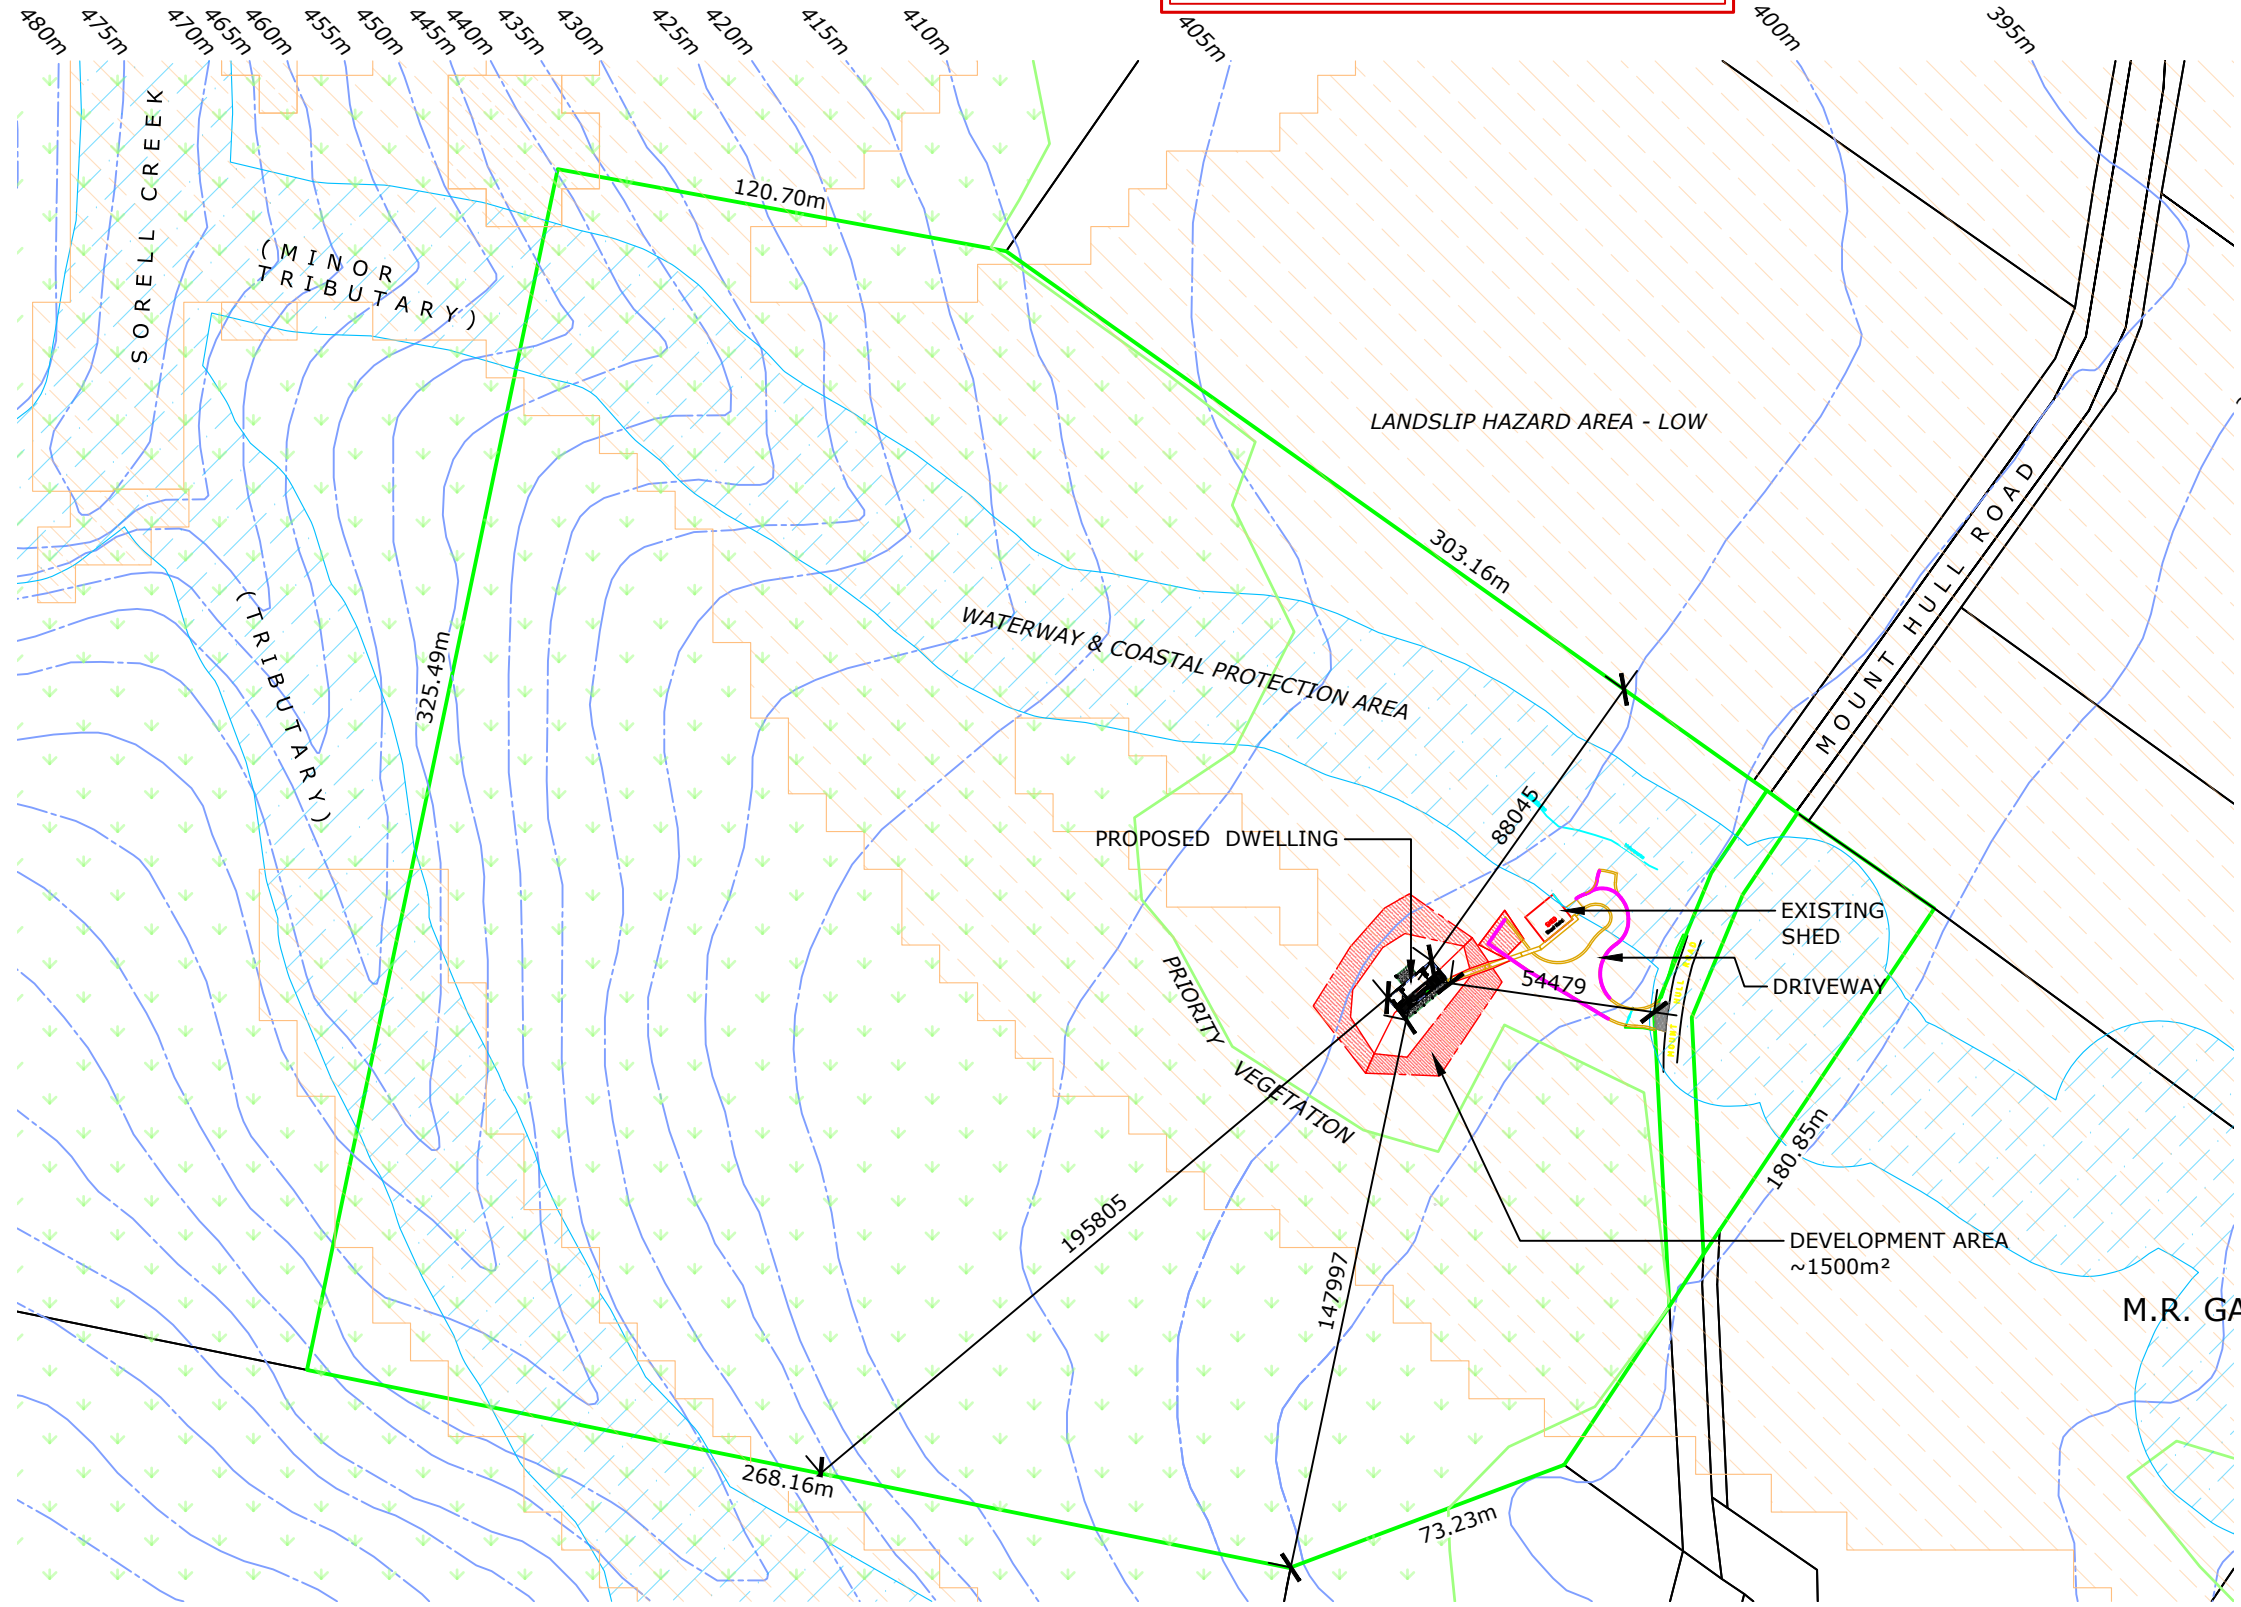 480m
475m
470m
465m
460m
455m
450m
445m
440m
435m
430m
425m
420m
415m
410m
405m
400m
395m
SORELL CREEK
(MINOR
TRIBUTARY)
120.70m
LANDSLIP HAZARD AREA - LOW
MOUNT HULL ROAD
303.16m
(TRIBUTARY)
325.49m
WATERWAY & COASTAL PROTECTION AREA
88045
PROPOSED DWELLING
EXISTING
SHED
DRIVEWAY
54479
PRIORITY VEGETATION
180.85m
195805
147997
DEVELOPMENT AREA
~1500m²
M.R. GA
268.16m
73.23m